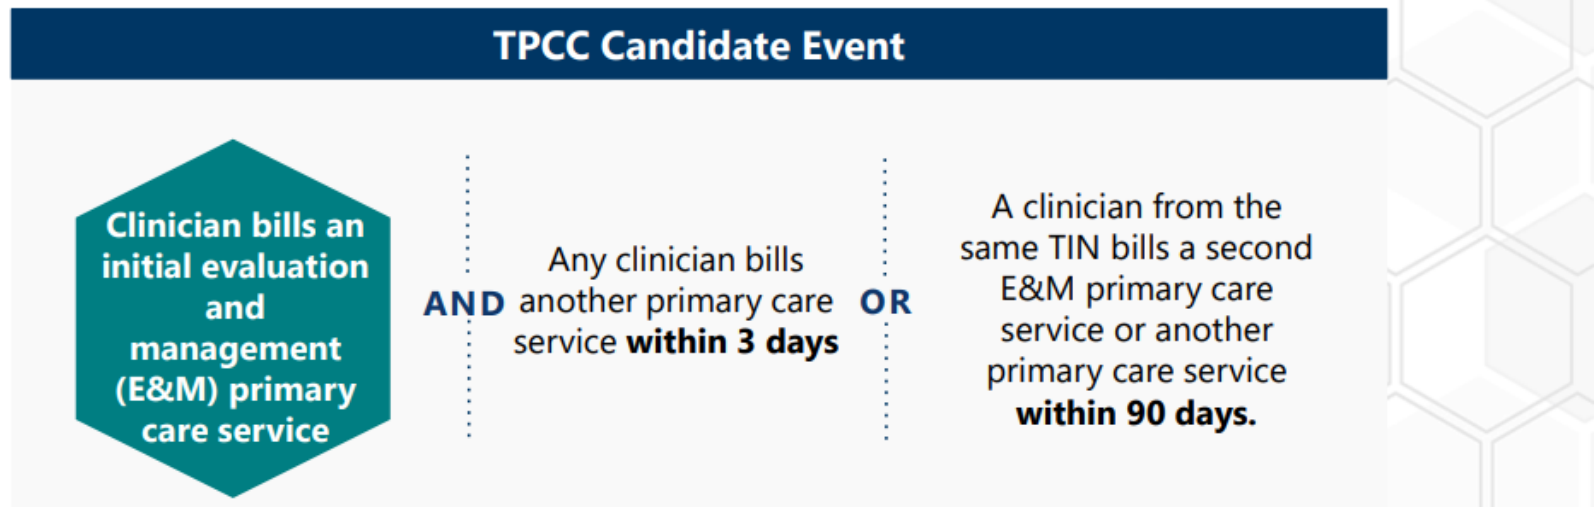 TPCC Candidate Event
Clinician bills an
initial evaluation
and
management
(E&M) primary
care service
AND
Any clinician bills
another primary care
service within 3 days
OR
A clinician from the
same TIN bills a second
E&M primary care
service or another
primary care service
within 90 days.